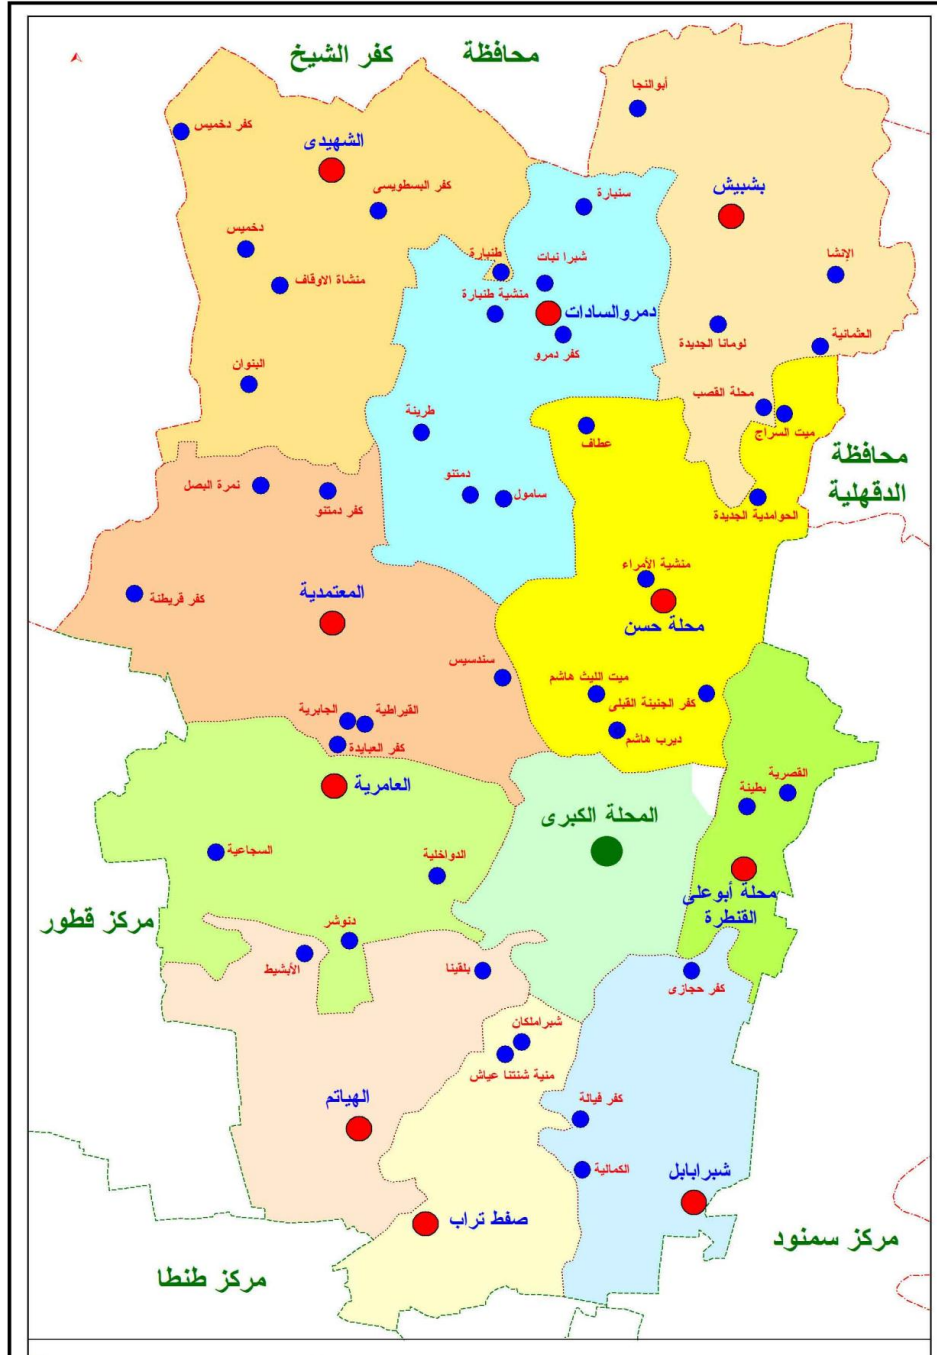 محافظة كفر الشيخ
أبوالنجا
كفر دخميس
الشهيدى
كفر البسطويسى
بشبيش
سنبارة
دخميس
طنبارة
شبرا نبات
الإنشا
منشاة الاوقاف
منشية طنبارة
دمروالسادات
لومانا الجديدة
العثمانية
كفر دمرو
البنوان
محلة القصب
طرينة
عطاف
ميت السراج
محافظة
الدقهلية
نمرة البصل
كفر دمتنو
دمتنو
سامول
الحوامدية الجديدة
منشية الأمراء
كفر قريطنة
المعتمدية
محلة حسن
سندسيس
ميت الليث هاشم
كفر الجنينة القبلى
الجابرية
القيراطية
ديرب هاشم
كفر العبايدة
القصرية
بطينة
العامرية
المحلة الكبرى
السجاعية
الدواخلية
محلة أبوعلى
القنطرة
مركز قطور
دنوشر
الأبشيط
بلقينا
كفر حجازى
شبراملكان
منية شنتنا عياش
الهياتم
كفر فيالة
الكمالية
شبرابابل
صفط تراب
مركز سمنود
مركز طنطا